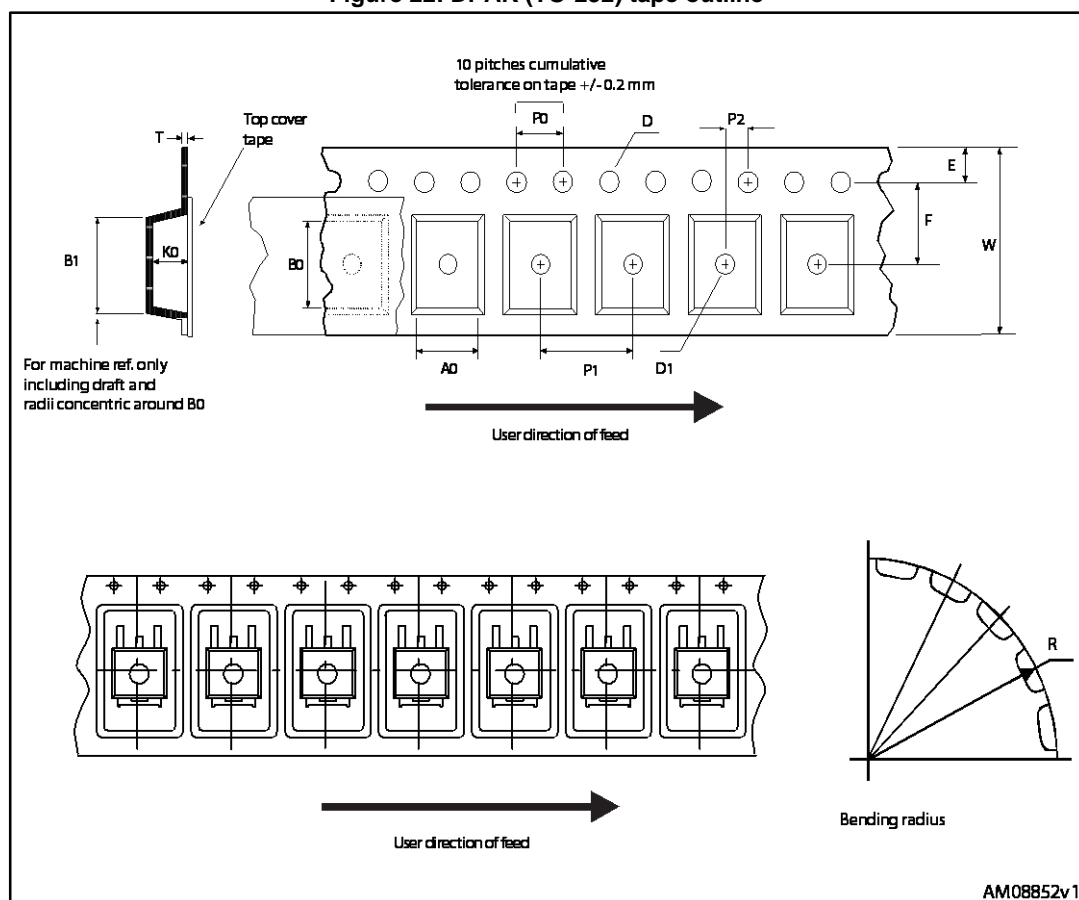 10 pitches cumulative
tolerance on tape +/- 0.2 mm
T
Top cover
tape
P0
D
P2
E
F
W
B1
K0
B0
For machine ref. only
including draft and
radii concentric around B0
A0
P1
D1
User direction of feed
R
Bending radius
User direction of feed
AM08852v1